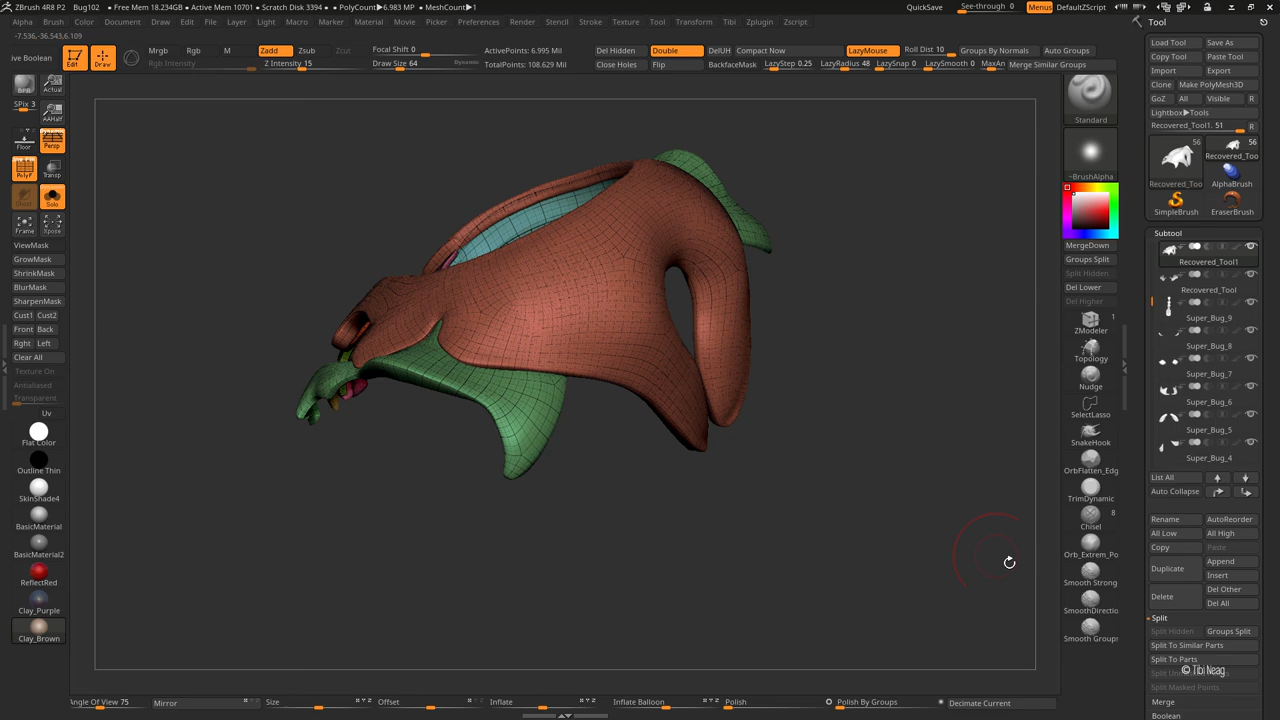 ZBrush 4R8 P2 Bug102 • Free Mem 18.234GB • Active Mem 10701 • Scratch Disk 3394 • PolyCount▶6.983 MP • MeshCount▶1
QuickSave See-through 0 Menus DefaultZScript
Alpha Brush Color Document Draw Edit File Layer Light Macro Marker Material Movie Picker Preferences Render Stencil Stroke Texture Tool Transform Tibi Zplugin Zscript
Tool
-7.536,-36.543,6.109
ive Boolean
Edit
Draw
Mrgb Rgb M
Rgb Intensity
Zadd Zsub Zcut
Z Intensity 15
Focal Shift 0
Draw Size 64 Dynamic
ActivePoints: 6.995 Mil
TotalPoints: 108.629 Mil
Del Hidden
Close Holes
Double
Flip
DelUH
BackfaceMask
Compact Now
LazyMouse
LazyStep 0.25
LazyRadius 48
Roll Dist 10
LazySnap 0
LazySmooth 0
Groups By Normals
MaxAn
Auto Groups
Merge Similar Groups
BPR
SPix 3
Actual
AAHalf
Floor
Dynamic
Persp
PolyF
Transp
Ghost
Solo
Frame
Xpose
ViewMask
GrowMask
ShrinkMask
BlurMask
SharpenMask
Cust1 Cust2
Front Back
Rght Left
Clear All
Texture On
Antialiased
Transparent
Uv
Flat Color
Outline Thin
SkinShade4
BasicMaterial
BasicMaterial2
ReflectRed
Clay_Purple
Clay_Brown
Standard
~BrushAlpha
MergeDown
Groups Split
Split Hidden
Del Lower
Del Higher
1
ZModeler
Topology
Nudge
SelectLasso
SnakeHook
OrbFlatten_Edg
TrimDynamic
8
Chisel
Orb_Extrem_Po
Smooth Strong
SmoothDirectio
Smooth Groups
Load Tool Save As
Copy Tool Paste Tool
Import Export
Clone Make PolyMesh3D
GoZ All Visible R
Lightbox▶Tools
Recovered_Tool1. 51 R
56
56
Recovered_Too
Recovered_Too
AlphaBrush
SimpleBrush
EraserBrush
Subtool
Recovered_Tool1
Recovered_Tool
Super_Bug_9
Super_Bug_8
Super_Bug_7
Super_Bug_6
Super_Bug_5
Super_Bug_4
List All
Auto Collapse
Rename AutoReorder
All Low All High
Copy Paste
Duplicate
Append
Insert
Delete
Del Other
Del All
Split
Split Hidden Groups Split
Split To Similar Parts
Split To Parts
Split Masked Points
Merge
Boolean
© Tibi Neag
Angle Of View 75
Mirror
Size
Offset
Inflate
Inflate Balloon
Polish
Polish By Groups
Decimate Current